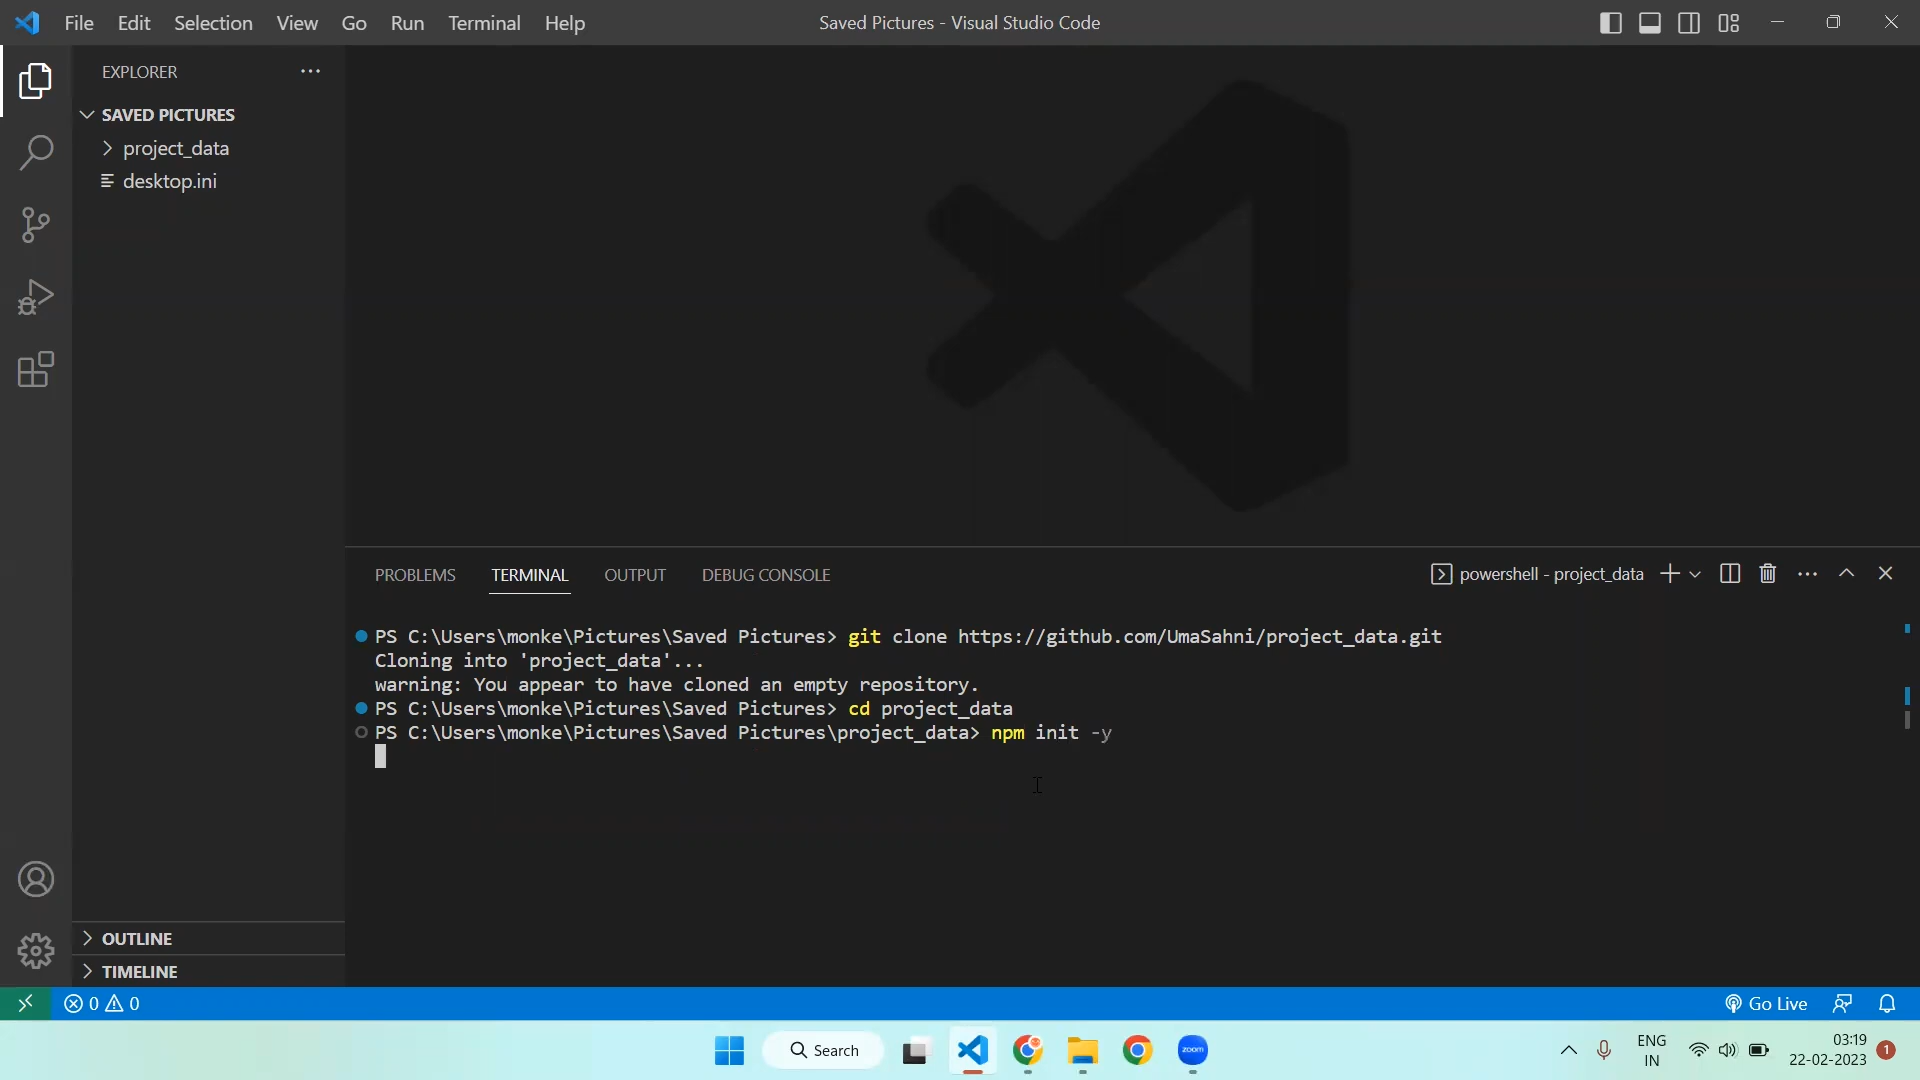 File Edit Selection View Go Run Terminal Help
Saved Pictures - Visual Studio Code
EXPLORER
SAVED PICTURES
project_data
desktop.ini
PROBLEMS TERMINAL OUTPUT DEBUG CONSOLE
powershell - project_data
PS C:\Users\monke\Pictures\Saved Pictures> git clone https://github.com/UmaSahni/project_data.git
Cloning into 'project_data'...
warning: You appear to have cloned an empty repository.
PS C:\Users\monke\Pictures\Saved Pictures> cd project_data
PS C:\Users\monke\Pictures\Saved Pictures\project_data> npm init -y
OUTLINE
TIMELINE
0 0
Go Live
Search
zoom
ENG
IN
03:19
22-02-2023
1